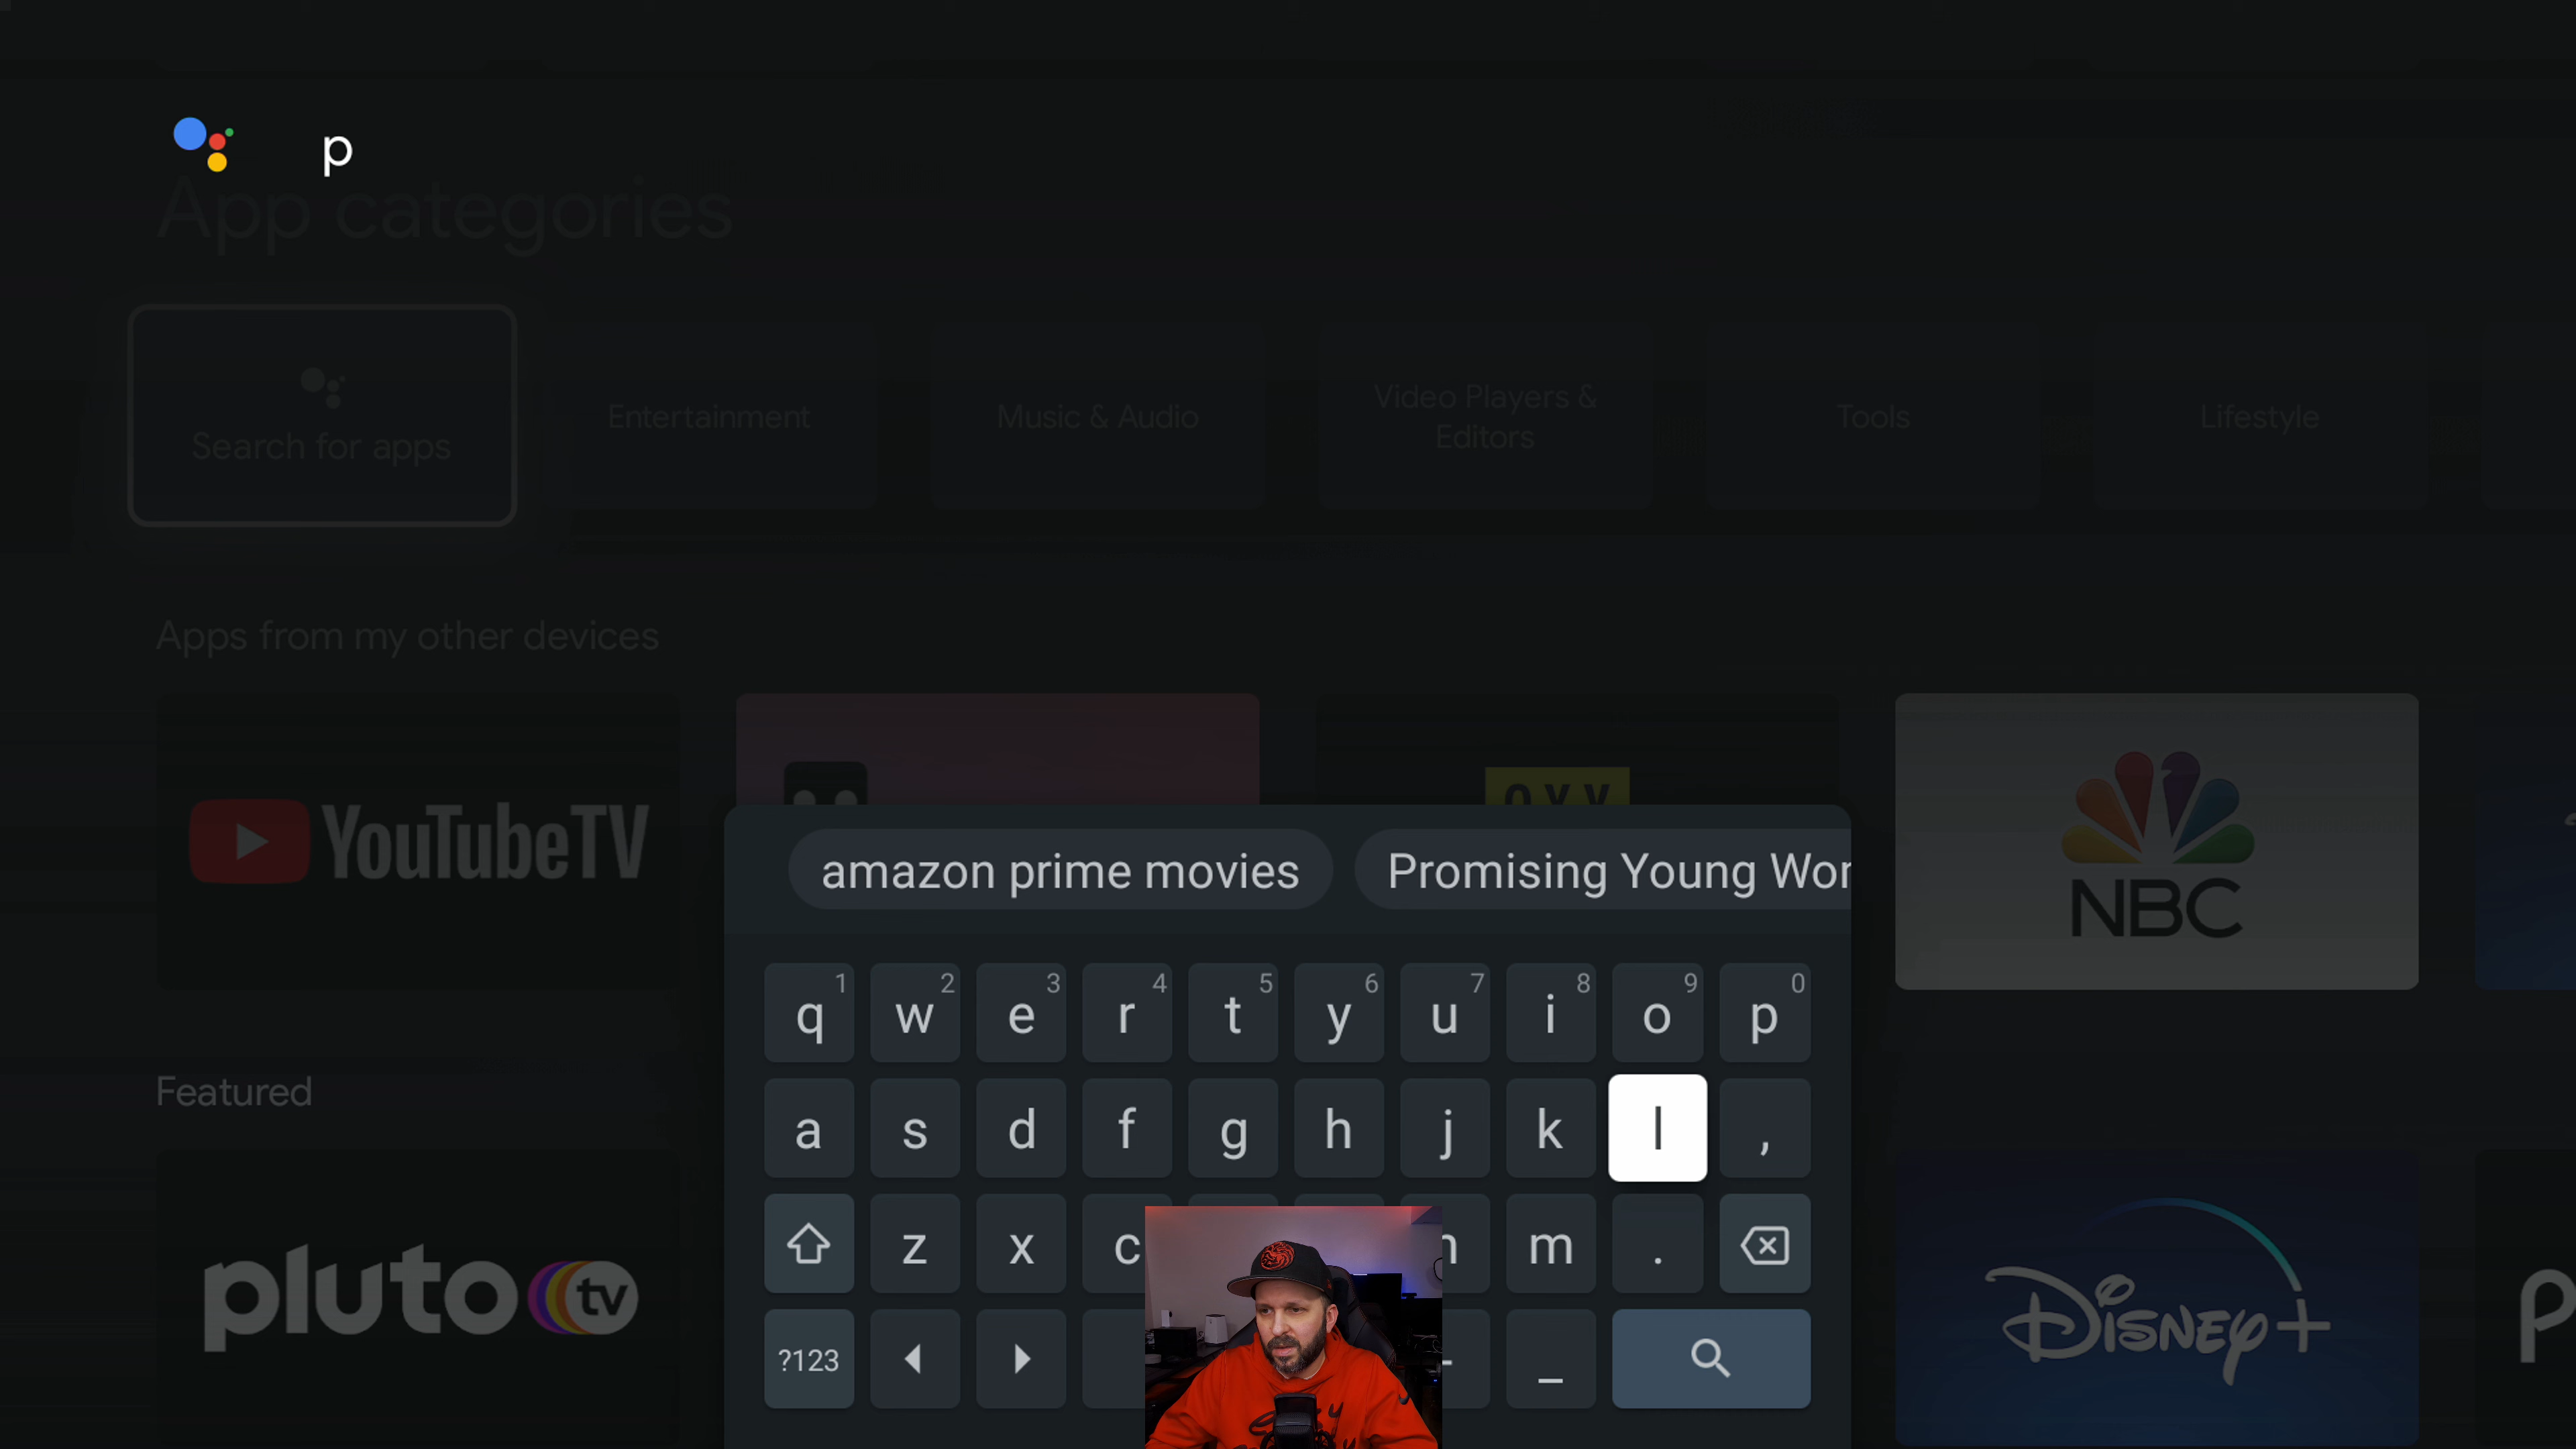 p
App categories
Search for apps
Entertainment
Music & Audio
Video Players &
Editors
Tools
Lifestyle
Apps from my other devices
YouTubeTV
NBC
amazon prime movies
Promising Young Wor
q 1 w 2 e 3 r 4 t 5 y 6 u 7 i 8 o 9 p 0
a s d f g h j k l ,
z x c m .
?123 _
Featured
pluto tv
Disney+